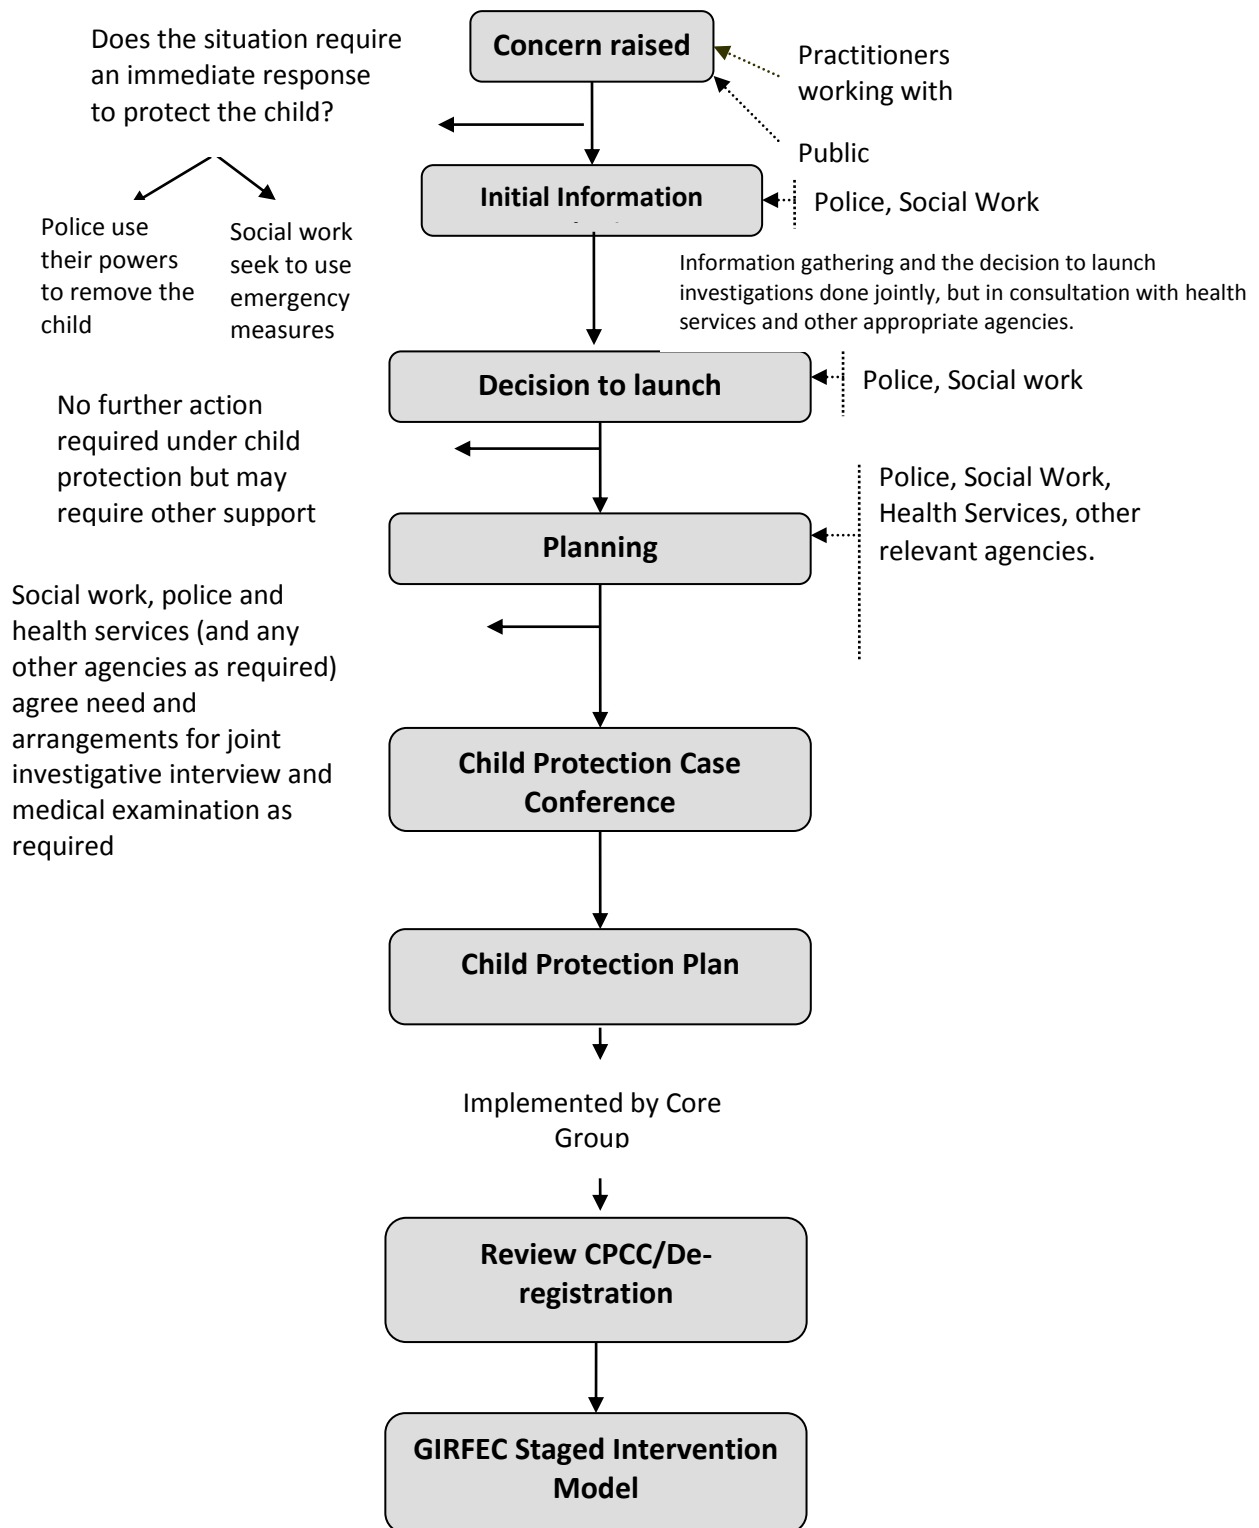 Does the situation require
an immediate response
to protect the child?
Concern raised
Practitioners
working with
Public
Initial Information
Police, Social Work
Police use
their powers
to remove the
child
Social work
seek to use
emergency
measures
Information gathering and the decision to launch
investigations done jointly, but in consultation with health
services and other appropriate agencies.
Decision to launch
Police, Social work
No further action
required under child
protection but may
require other support
Planning
Police, Social Work,
Health Services, other
relevant agencies.
Social work, police and
health services (and any
other agencies as required)
agree need and
arrangements for joint
investigative interview and
medical examination as
required
Child Protection Case
Conference
Child Protection Plan
Implemented by Core
Group
Review CPCC/De-
registration
GIRFEC Staged Intervention
Model